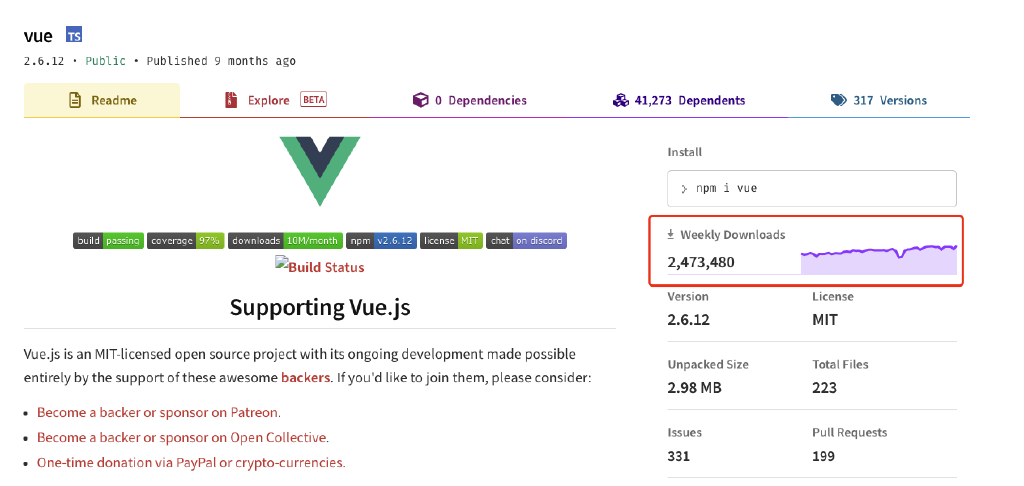 vue TS
2.6.12 • Public • Published 9 months ago
Readme
Explore BETA
0 Dependencies
41,273 Dependents
317 Versions
build passing coverage 97% downloads 10M/month npm v2.6.12 license MIT chat on discord
Build Status
Supporting Vue.js
Vue.js is an MIT-licensed open source project with its ongoing development made possible
entirely by the support of these awesome backers. If you'd like to join them, please consider:
• Become a backer or sponsor on Patreon.
• Become a backer or sponsor on Open Collective.
• One-time donation via PayPal or crypto-currencies.
Install
> npm i vue
Weekly Downloads
2,473,480
Version License
2.6.12 MIT
Unpacked Size Total Files
2.98 MB 223
Issues Pull Requests
331 199